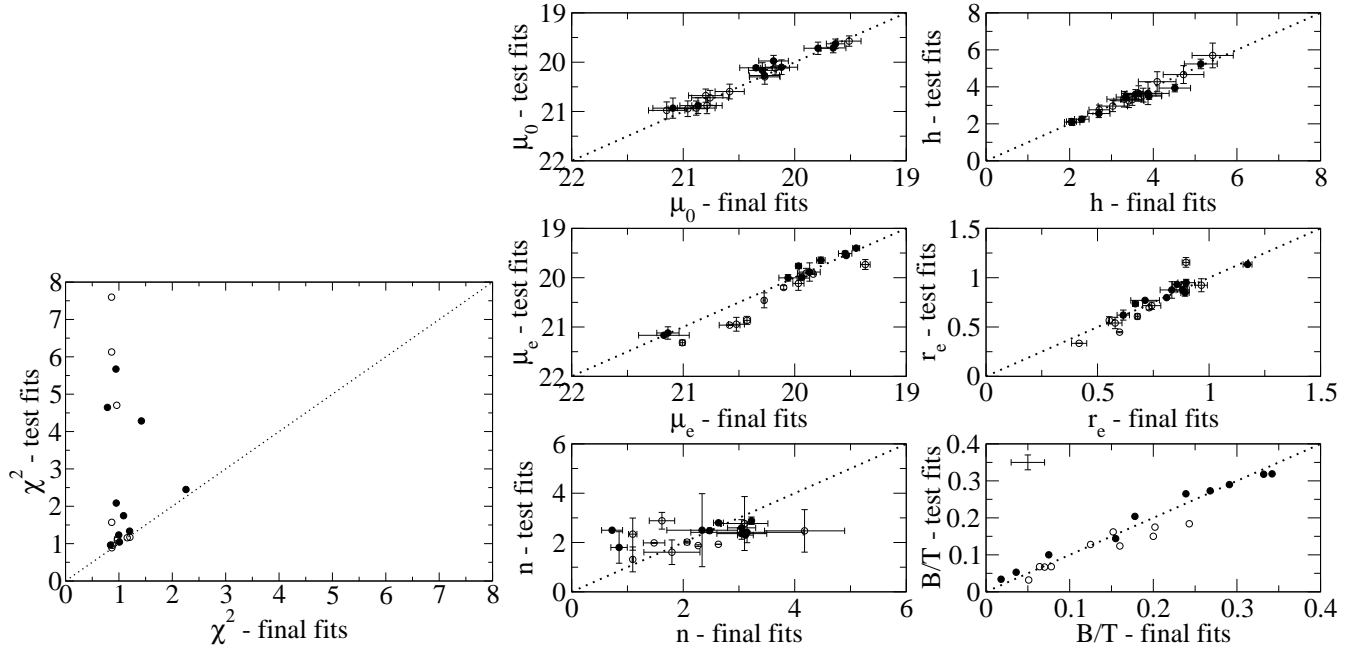 χ² - test fits
8
7
6
5
4
3
2
1
0
0 1 2 3 4 5 6 7 8
χ² - final fits
μ₀ - test fits
19
20
21
22
22 21 20 19
μ₀ - final fits
h - test fits
8
6
4
2
0
0 2 4 6 8
h - final fits
μₑ - test fits
19
20
21
22
22 21 20 19
μₑ - final fits
rₑ - test fits
1.5
1
0.5
0
0 0.5 1 1.5
rₑ - final fits
n - test fits
6
4
2
0
0 2 4 6
n - final fits
B/T - test fits
0.4
0.3
0.2
0.1
0
0 0.1 0.2 0.3 0.4
B/T - final fits